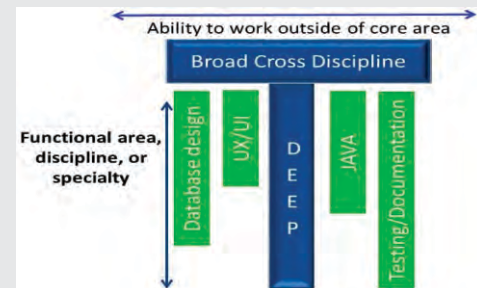 Ability to work outside of core area
Broad Cross Discipline
Functional area,
discipline, or
specialty
Database design
UX/UI
DEEP
JAVA
Testing/Documentation